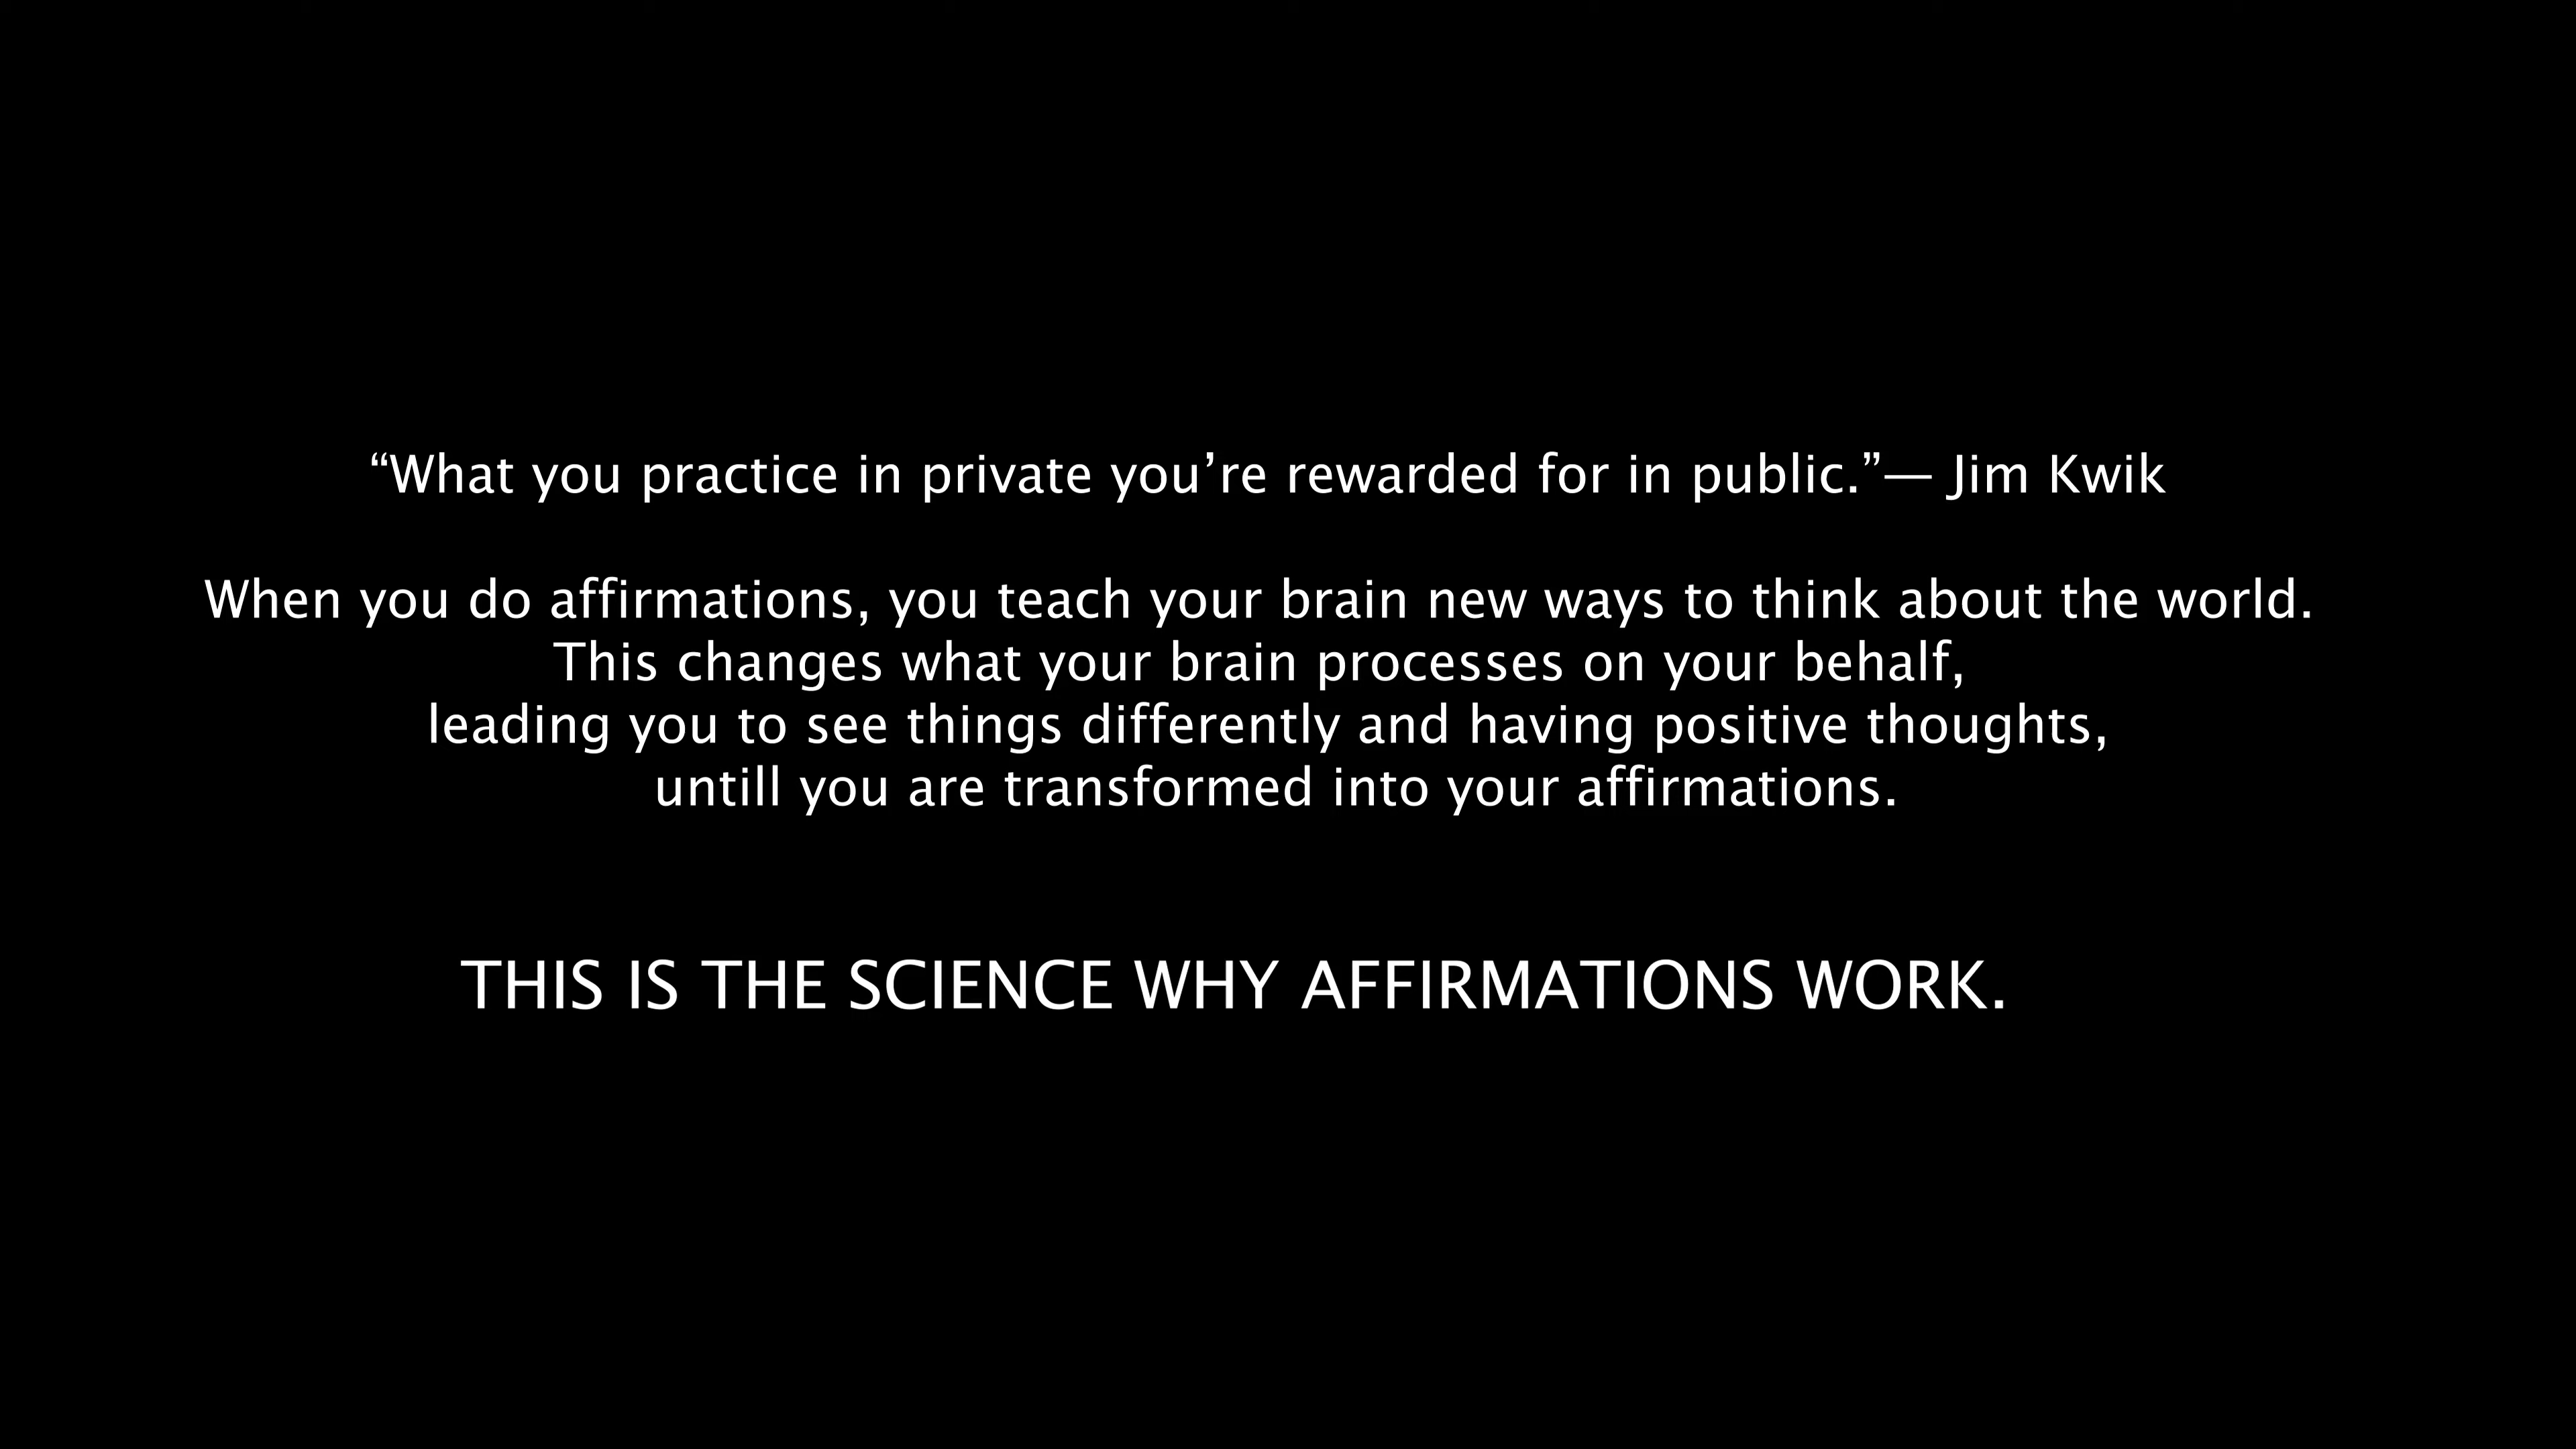 “What you practice in private you’re rewarded for in public.”— Jim Kwik
When you do affirmations, you teach your brain new ways to think about the world.
This changes what your brain processes on your behalf,
leading you to see things differently and having positive thoughts,
untill you are transformed into your affirmations.
THIS IS THE SCIENCE WHY AFFIRMATIONS WORK.